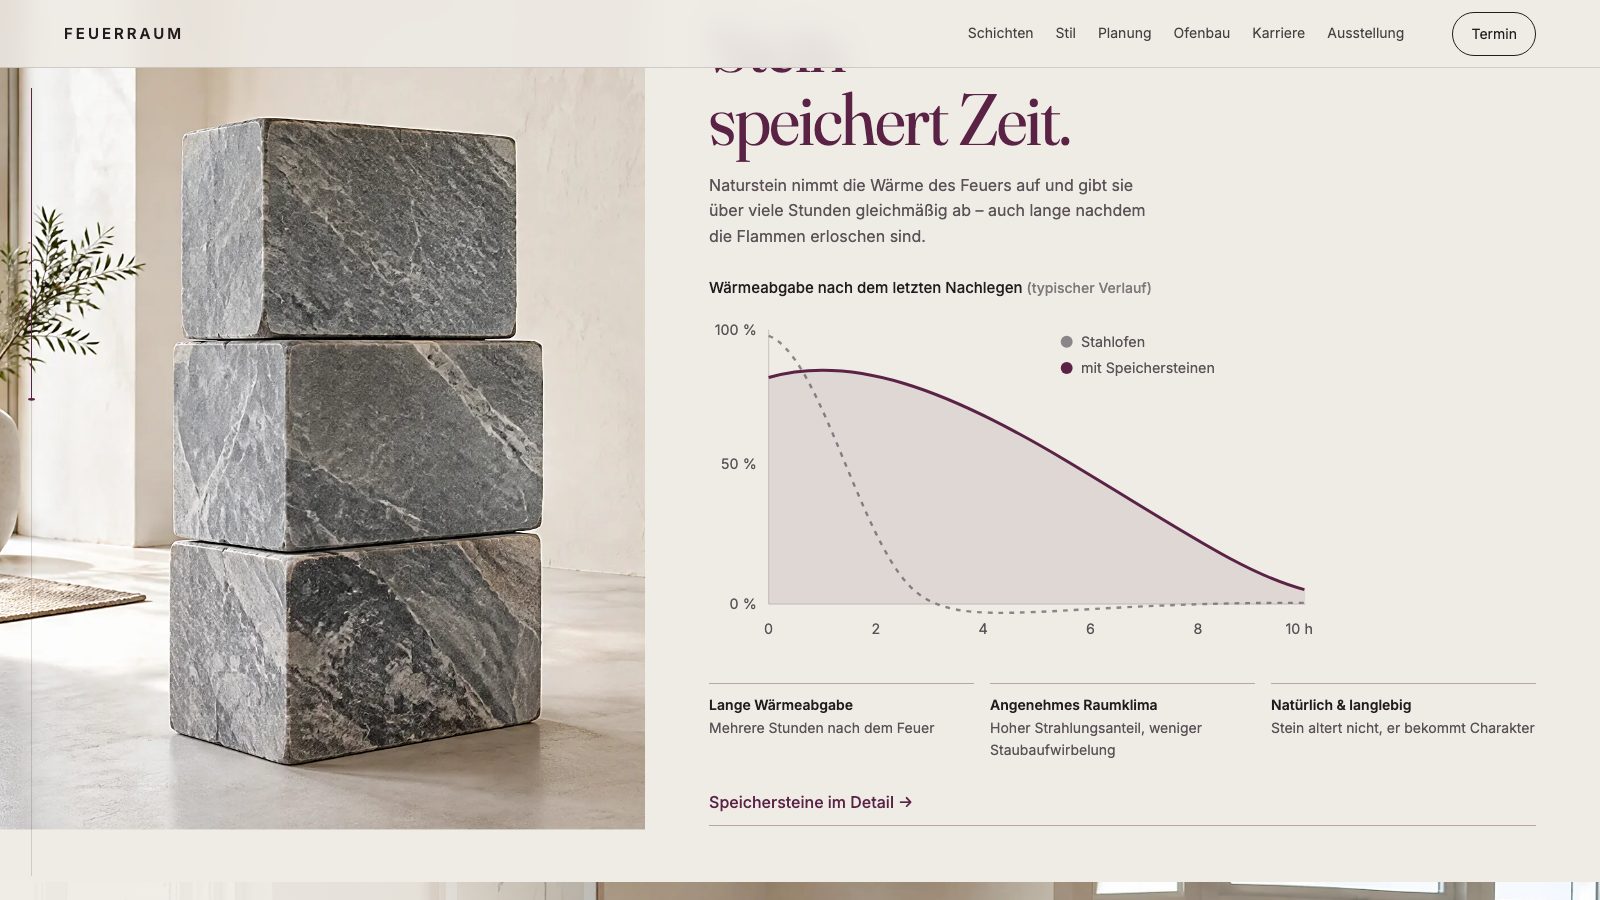 FEUERRAUM
Schichten Stil Planung Ofenbau Karriere Ausstellung Termin
Stein
speichert Zeit.
Naturstein nimmt die Wärme des Feuers auf und gibt sie
über viele Stunden gleichmäßig ab – auch lange nachdem
die Flammen erloschen sind.
Wärmeabgabe nach dem letzten Nachlegen (typischer Verlauf)
100 %
Stahlofen
mit Speichersteinen
50 %
0 %
0 2 4 6 8 10 h
Lange Wärmeabgabe
Mehrere Stunden nach dem Feuer
Angenehmes Raumklima
Hoher Strahlungsanteil, weniger
Staubaufwirbelung
Natürlich & langlebig
Stein altert nicht, er bekommt Charakter
Speichersteine im Detail →